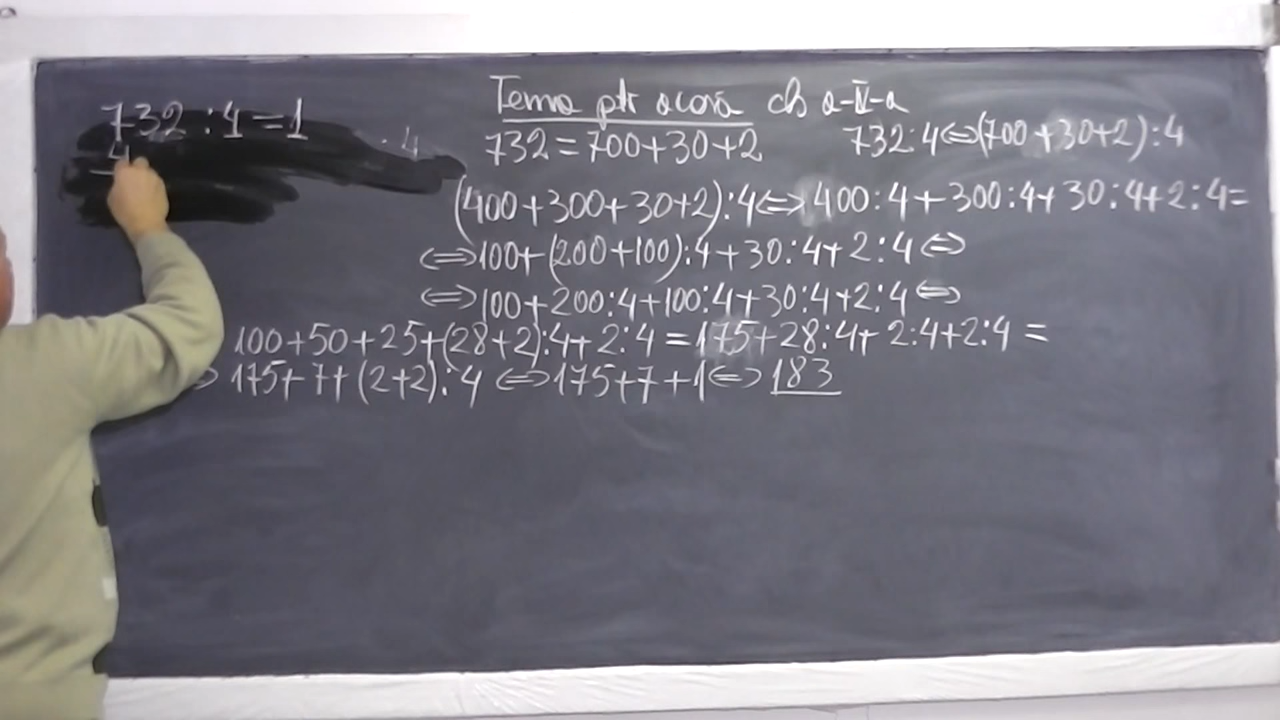 Tema ptr acasă cls a-IV-a
732 : 4 = 1
4
: 4
732 = 700+30+2
732:4⇔(700+30+2):4
(400+300+30+2):4⇔400:4+300:4+30:4+2:4=
⇔100+(200+100):4+30:4+2:4⇔
⇔100+200:4+100:4+30:4+2:4⇔
100+50+25+(28+2):4+2:4=175+28:4+2:4+2:4=
⇒ 175+7+(2+2):4⇔175+7+1⇔183